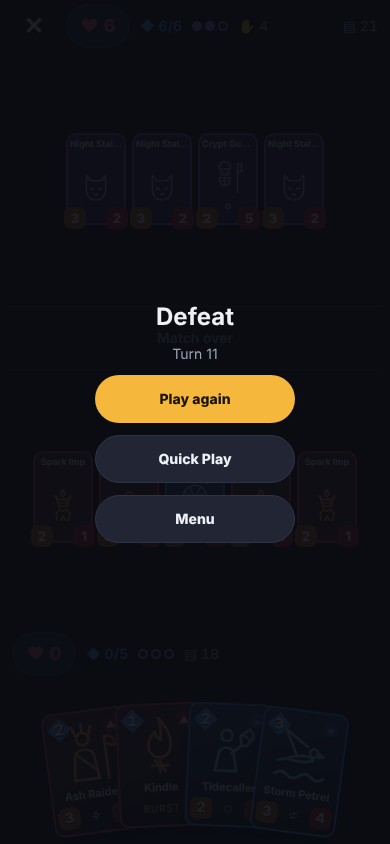 6 6/6 4 21
Night Stal... Night Stal... Crypt Gu... Night Stal...
3 2 3 2 2 5 3 2
Defeat
Match over
Turn 11
Play again
Quick Play
Menu
Spark Imp Spark Imp
2 1 2 1
0 0/5 18
2 1 2 3
Ash Raide Kindle Tidecaller Storm Petrel
BURST
3 2 3 4